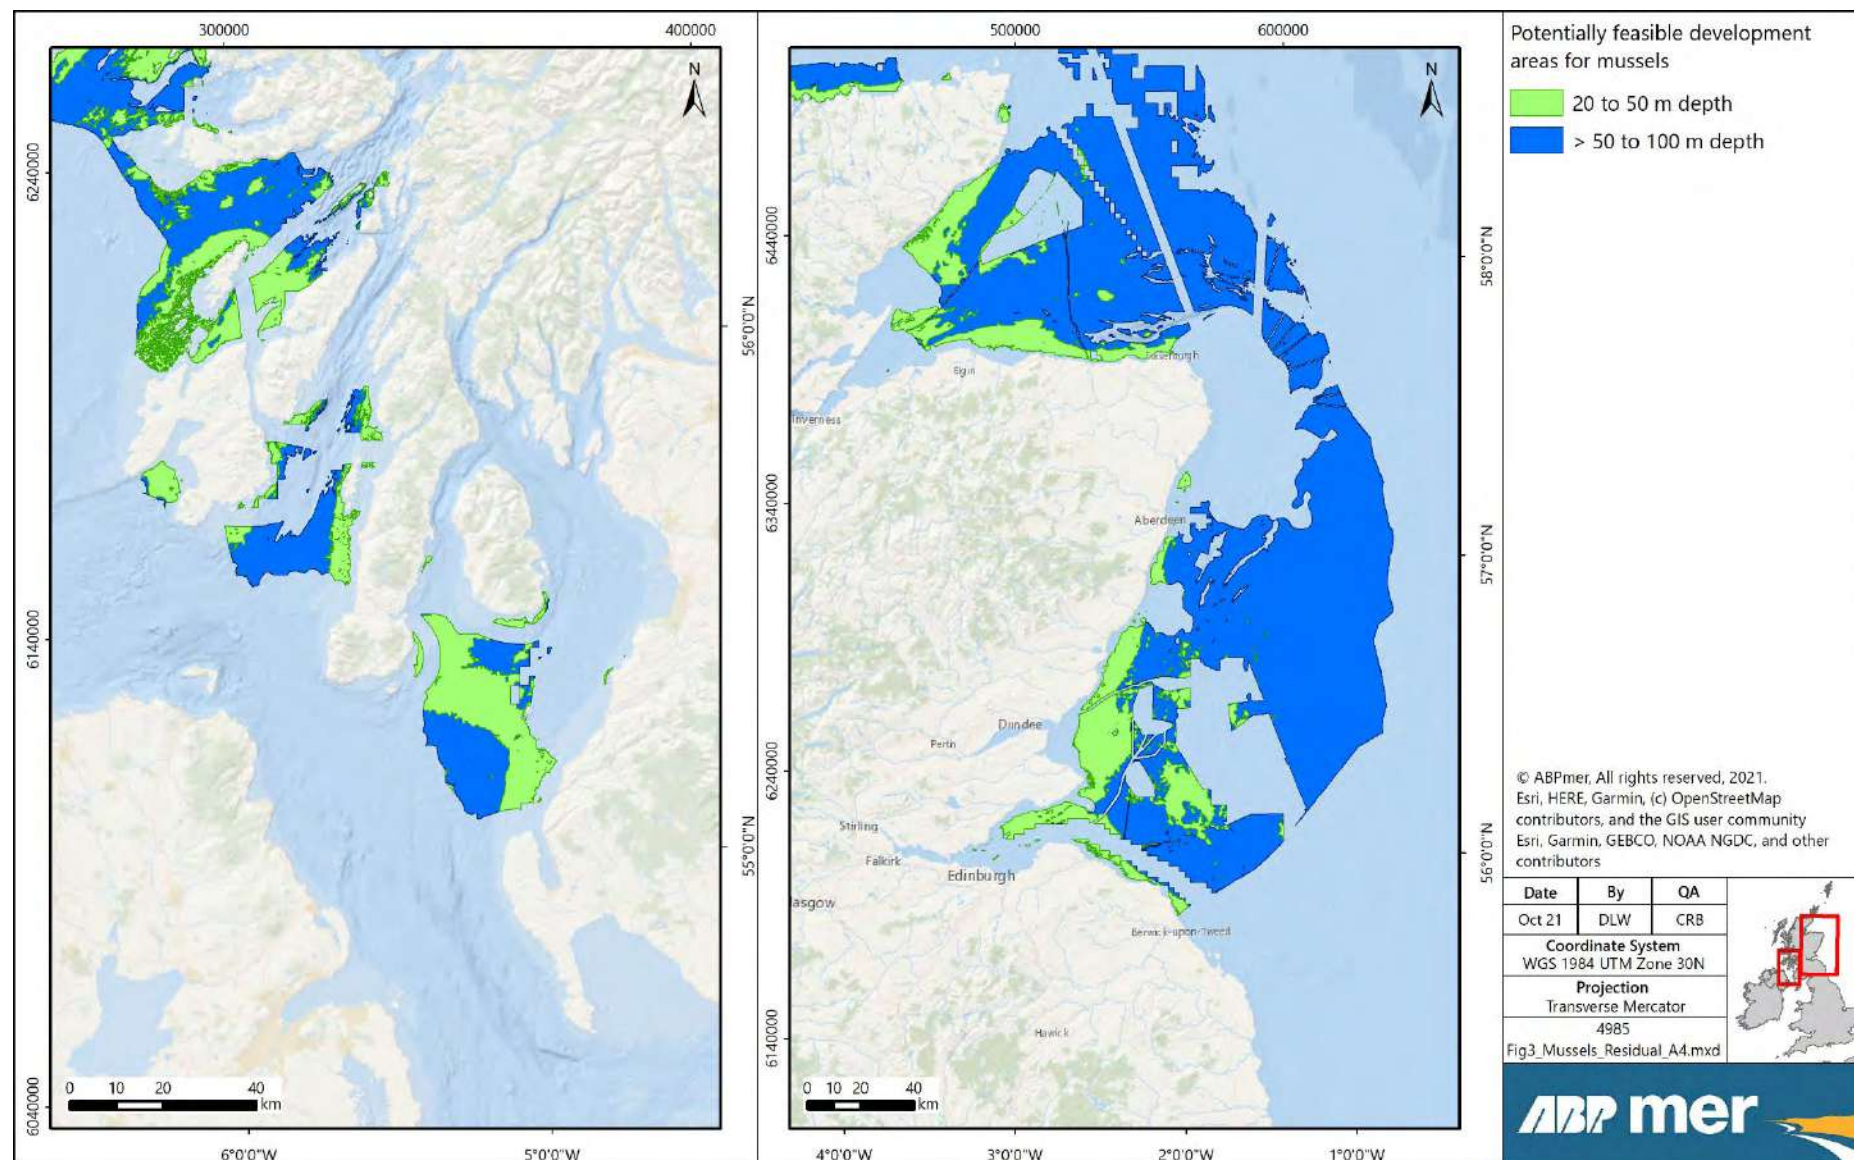 300000
400000
500000
600000
N
N
6240000
6140000
6040000
56°0'0"N
55°0'0"N
6°0'0"W
5°0'0"W
0 10 20 40
km
6440000
6340000
6240000
6140000
58°0'0"N
57°0'0"N
56°0'0"N
4°0'0"W
3°0'0"W
2°0'0"W
1°0'0"W
Fraserburgh
Elgin
Inverness
Aberdeen
Dundee
Perth
Stirling
Falkirk
Edinburgh
asgow
Berwick-upon-Tweed
Hawick
0 10 20 40
km
Potentially feasible development
areas for mussels
20 to 50 m depth
> 50 to 100 m depth
© ABPmer, All rights reserved, 2021.
Esri, HERE, Garmin, (c) OpenStreetMap
contributors, and the GIS user community
Esri, Garmin, GEBCO, NOAA NGDC, and other
contributors
Date By QA
Oct 21 DLW CRB
Coordinate System
WGS 1984 UTM Zone 30N
Projection
Transverse Mercator
4985
Fig3_Mussels_Residual_A4.mxd
ABP mer